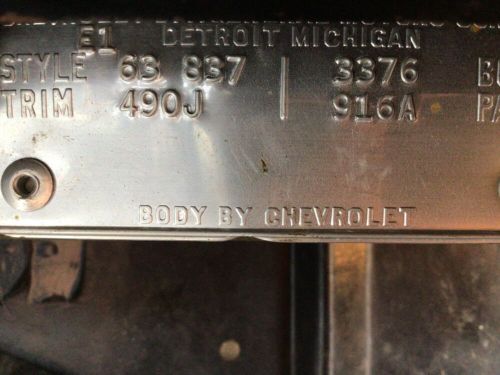 E1 DETROIT MICHIGAN
STYLE 63 837 | 3376
TRIM 490J | 916A
BODY BY CHEVROLET